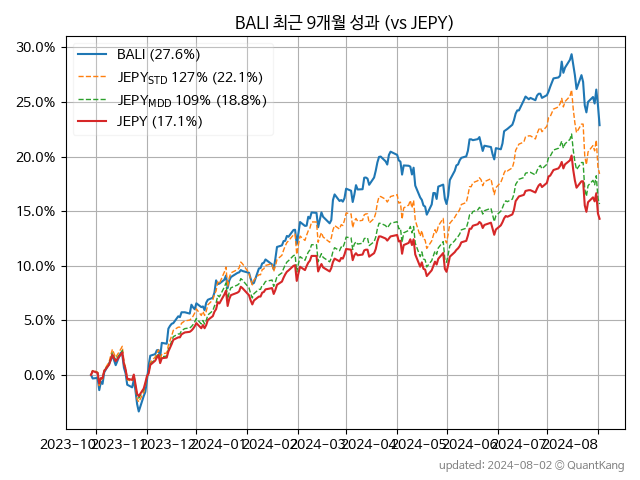 BALI 최근 9개월 성과 (vs JEPY)
BALI (27.6%)
JEPYSTD 127% (22.1%)
JEPYMDD 109% (18.8%)
JEPY (17.1%)
30.0%
25.0%
20.0%
15.0%
10.0%
5.0%
0.0%
2023-10 2023-11 2023-12 2024-01 2024-02 2024-03 2024-04 2024-05 2024-06 2024-07 2024-08
updated: 2024-08-02 @ QuantKang